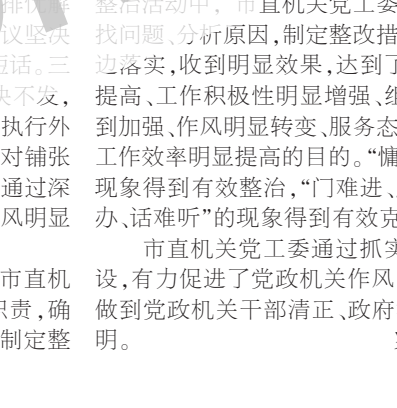 排忧解
议坚决
短话。三
决不发,
执行外
对铺张
通过深
风明显
市直机
职责,确
制定整
整治活动中,市直机关党工委
找问题、分析原因,制定整改措
边落实,收到明显效果,达到了
提高、工作积极性明显增强、组
到加强、作风明显转变、服务态
工作效率明显提高的目的。“慵
现象得到有效整治,“门难进、
办、话难听”的现象得到有效克
市直机关党工委通过抓实
设,有力促进了党政机关作风
做到党政机关干部清正、政府
明。